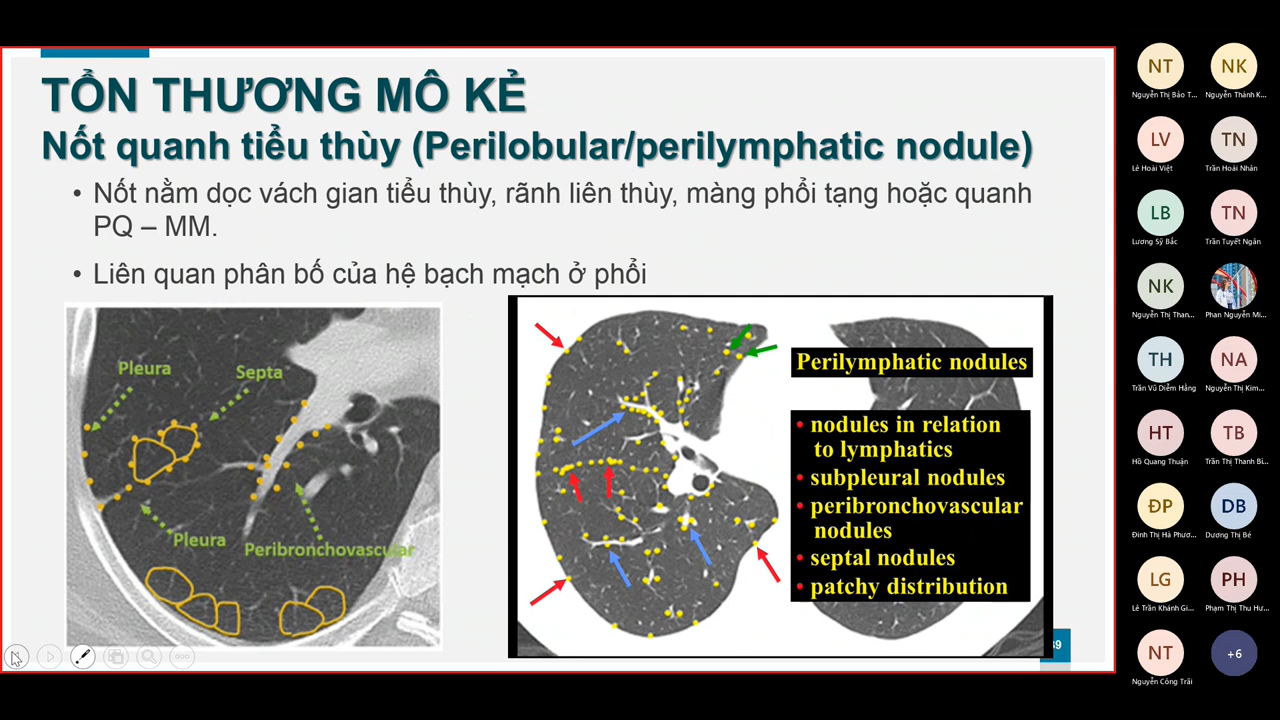 TỔN THƯƠNG MÔ KẺ
Nốt quanh tiểu thùy (Perilobular/perilymphatic nodule)
• Nốt nằm dọc vách gian tiểu thùy, rãnh liên thùy, màng phổi tạng hoặc quanh
PQ – MM.
• Liên quan phân bố của hệ bạch mạch ở phổi
Pleura
Septa
Pleura
Peribronchovascular
Perilymphatic nodules
• nodules in relation
to lymphatics
• subpleural nodules
• peribronchovascular
nodules
• septal nodules
• patchy distribution
39
NT
Nguyễn Thị Bảo T...
NK
Nguyễn Thành K...
LV
Lê Hoài Việt
TN
Trần Hoài Nhân
LB
Lương Sỹ Bắc
TN
Trần Tuyết Ngân
NK
Nguyễn Thị Than...
Phan Nguyễn Mi...
TH
Trần Vũ Diễm Hằng
NA
Nguyễn Thị Kim...
HT
Hồ Quang Thuận
TB
Trần Thị Thanh Bi...
ĐP
Đinh Thị Hà Phươ...
DB
Dương Thị Bé
LG
Lê Trần Khánh Gi...
PH
Phạm Thị Thu Hư...
NT
Nguyễn Công Trãi
+6